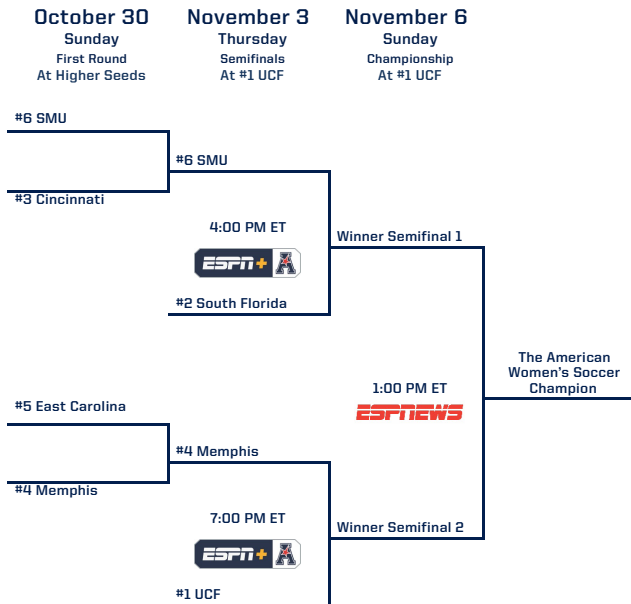 October 30
Sunday
First Round
At Higher Seeds
November 3
Thursday
Semifinals
At #1 UCF
November 6
Sunday
Championship
At #1 UCF
#6 SMU
#3 Cincinnati
#6 SMU
4:00 PM ET
ESPN+ A
#2 South Florida
Winner Semifinal 1
#5 East Carolina
#4 Memphis
#4 Memphis
7:00 PM ET
ESPN+ A
#1 UCF
Winner Semifinal 2
1:00 PM ET
ESPNEWS
The American
Women's Soccer
Champion